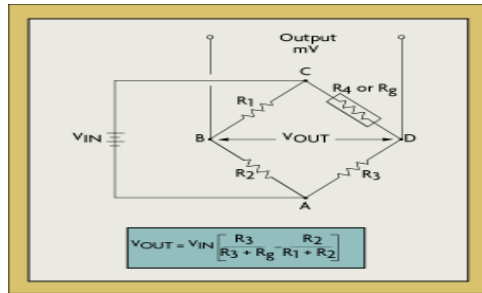 Output
mV
C
R4 or Rg
R1
VIN
B
VOUT
D
R2
R3
A
VOUT = VIN [ R3 / R3 + Rg - R2 / R1 + R2 ]